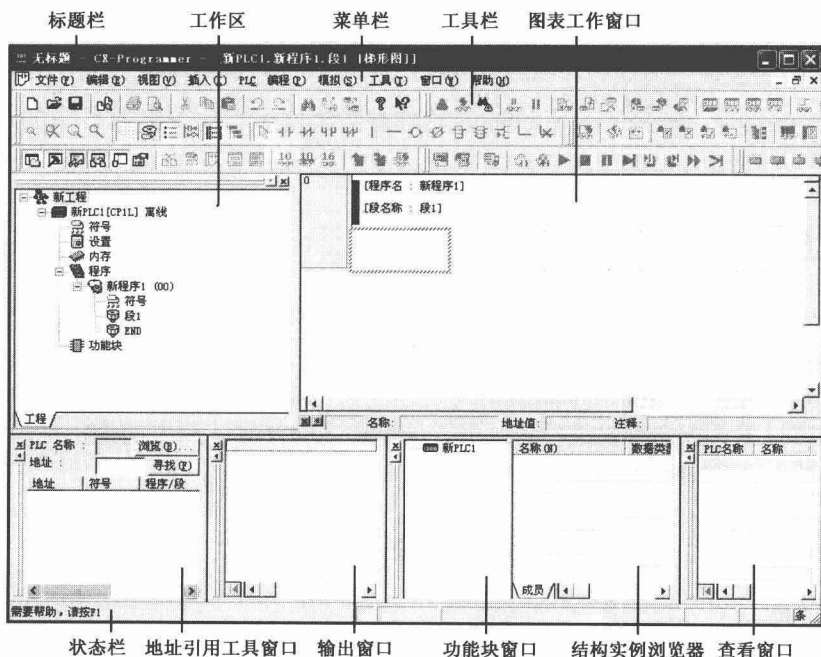 标题栏 工作区 菜单栏 工具栏 图表工作窗口
无标题 - CX-Programmer - [新PLC1.新程序1.段1 [梯形图]]
文件(F) 编辑(E) 视图(V) 插入(I) PLC 编程(P) 模拟(S) 工具(T) 窗口(W) 帮助(H)
10 10 16
新工程
新PLC1[CP1L] 离线
符号
设置
内存
程序
新程序1 (00)
符号
段1
END
功能块
工程
0
[程序名 : 新程序1]
[段名称 : 段1]
名称: 地址值: 注释:
PLC 名称 : 浏览(B)...
地址 : 寻找(F)
地址 符号 程序/段
新PLC1
名称(N) 数据类
成员
PLC名称 名称
需要帮助，请按F1
条
状态栏 地址引用工具窗口 输出窗口 功能块窗口 结构实例浏览器 查看窗口